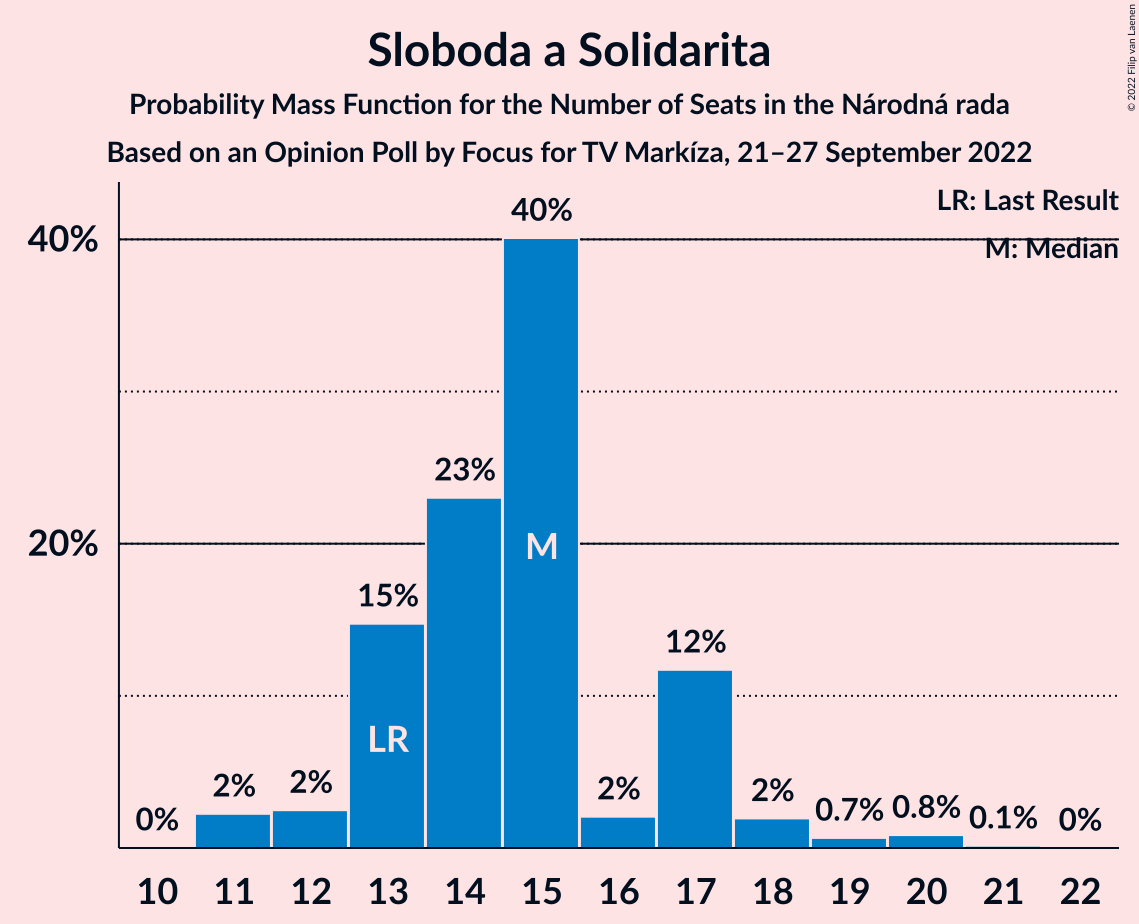 Sloboda a Solidarita
Probability Mass Function for the Number of Seats in the Národná rada
Based on an Opinion Poll by Focus for TV Markíza, 21–27 September 2022
© 2022 Filip van Laenen
LR: Last Result
M: Median
40%
20%
0%
2%
2%
15%
23%
40%
2%
12%
2%
0.7%
0.8%
0.1%
0%
LR
M
10 11 12 13 14 15 16 17 18 19 20 21 22